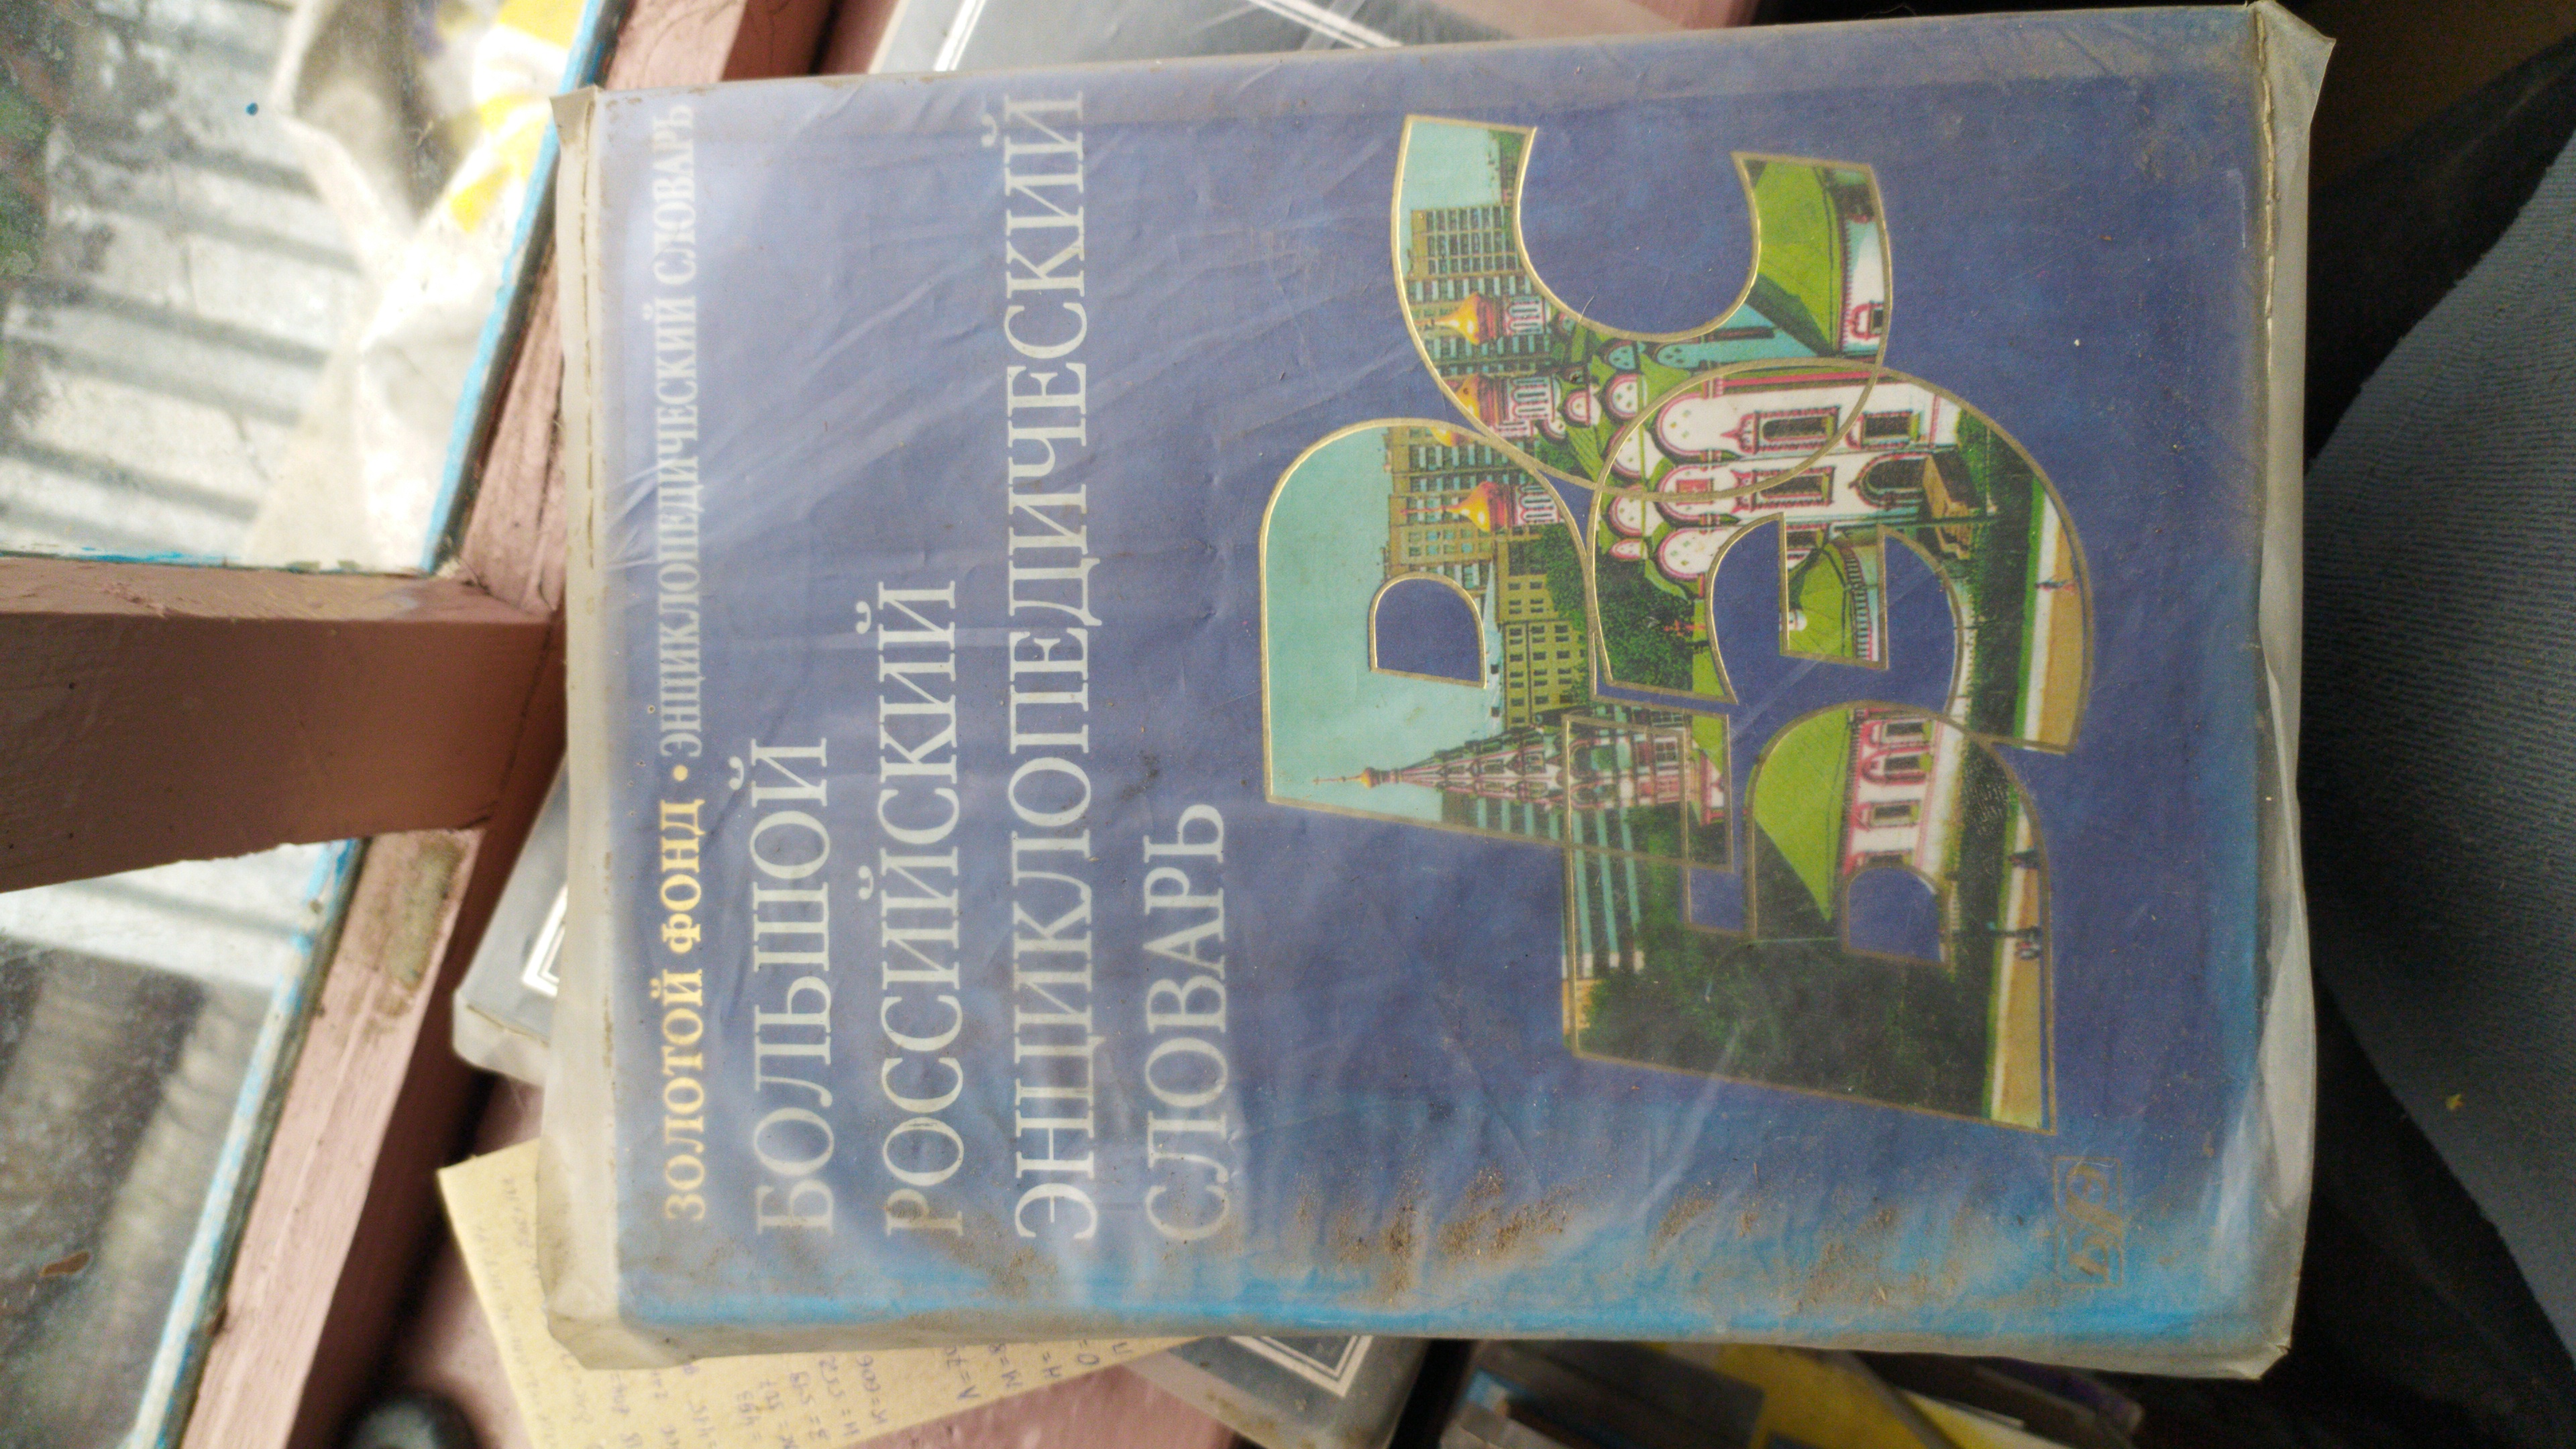 ЗОЛОТОЙ ФОНД • ЭНЦИКЛОПЕДИЧЕСКИЙ СЛОВАРЬ
БОЛЬШОЙ
РОССИЙСКИЙ
ЭНЦИКЛОПЕДИЧЕСКИЙ
СЛОВАРЬ
БРЭС